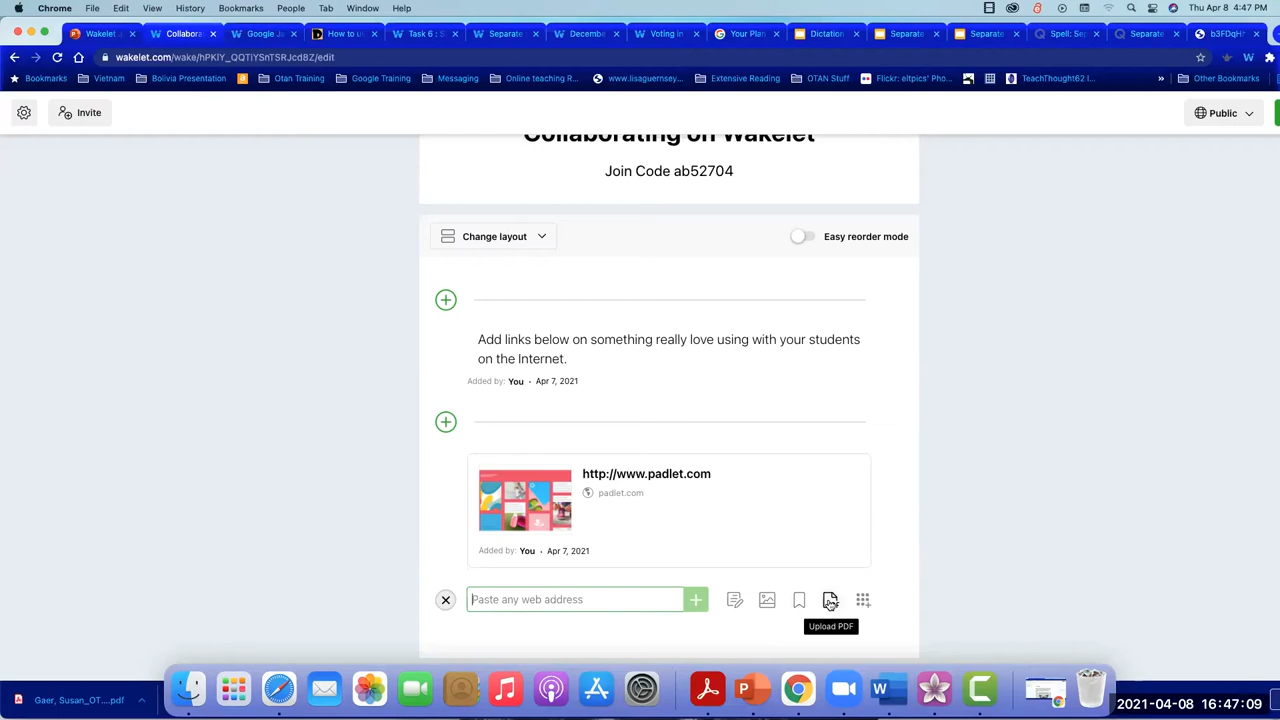 Chrome File Edit View History Bookmarks People Tab Window Help Thu Apr 8 4:47 PM
Wakelet Collabora Google Ja How to u Task 6 : S Separate Decembe Voting in Your Plan Dictation Separate Separate Spell: Sep Separate b3FDqHr
wakelet.com/wake/hPKIY_QQTiYSnTSRJcd8Z/edit
Bookmarks Vietnam Bolivia Presentation Otan Training Google Training Messaging Online teaching R... www.lisaguernsey... Extensive Reading OTAN Stuff Flickr: eltpics' Pho... TeachThought62 I... » Other Bookmarks
Invite Public
Collaborating on Wakelet
Join Code ab52704
Change layout Easy reorder mode
Add links below on something really love using with your students
on the Internet.
Added by: You · Apr 7, 2021
http://www.padlet.com
padlet.com
Added by: You · Apr 7, 2021
Paste any web address
Upload PDF
Gaer, Susan_OT....pdf
2021-04-08 16:47:09